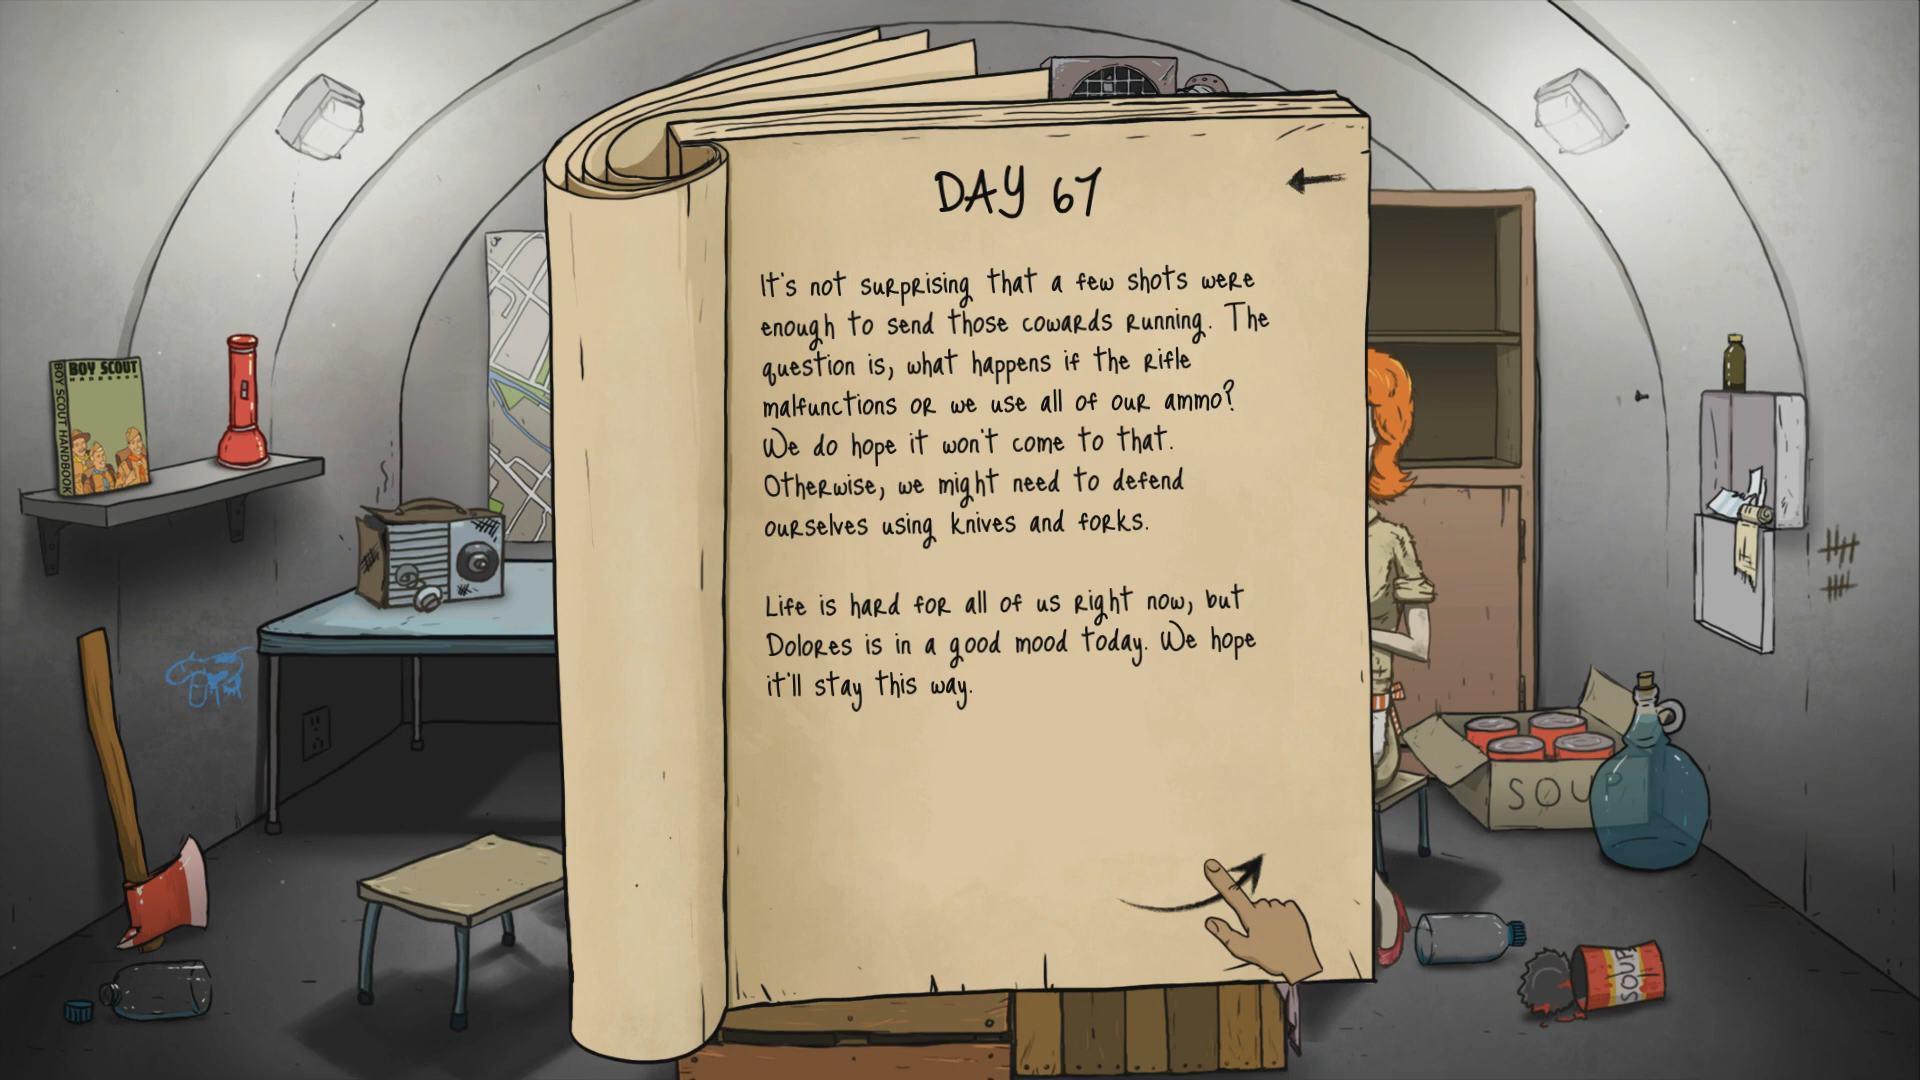 DAY 67
It's not surprising that a few shots were
enough to send those cowards running. The
question is, what happens if the rifle
malfunctions or we use all of our ammo?
We do hope it won't come to that.
Otherwise, we might need to defend
ourselves using knives and forks.
Life is hard for all of us right now, but
Dolores is in a good mood today. We hope
it'll stay this way.
BOY SCOUT
HANDBOOK
BOY SCOUT HANDBOOK
SOUP
SOUP